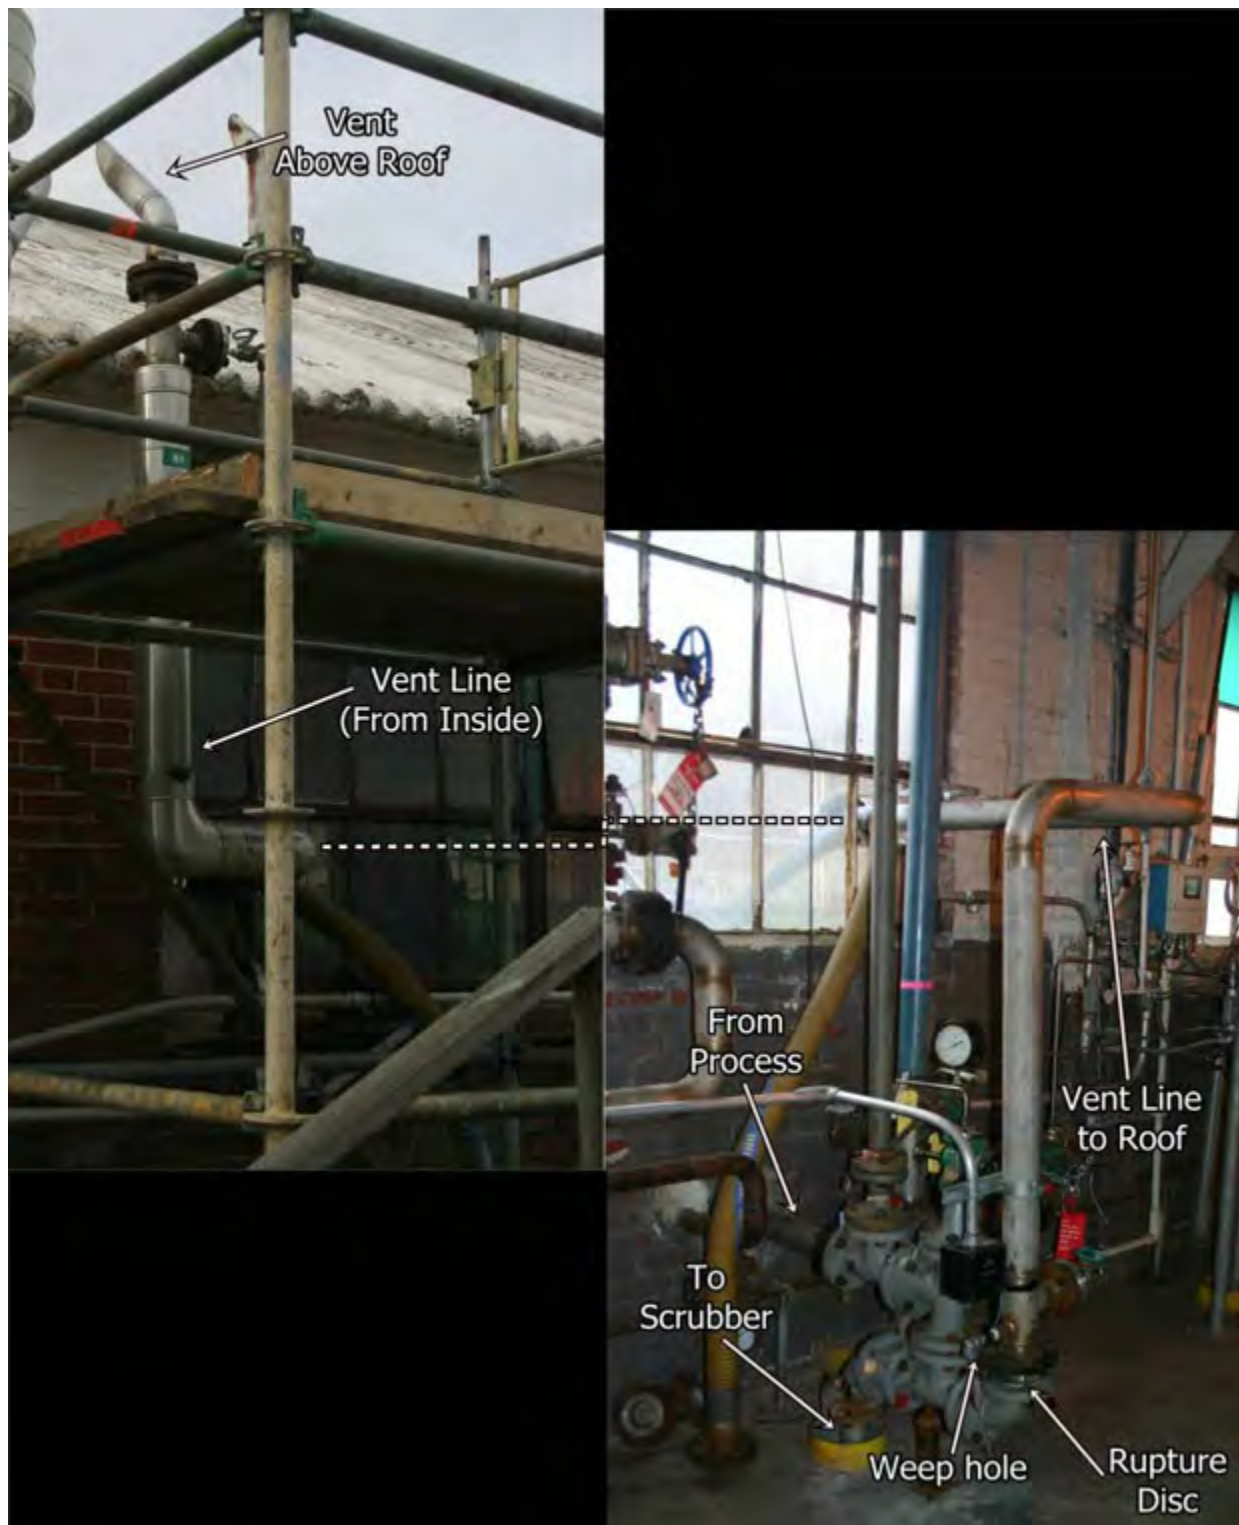 Vent
Above Roof
Vent Line
(From Inside)
From
Process
Vent Line
to Roof
To
Scrubber
Weep hole
Rupture
Disc